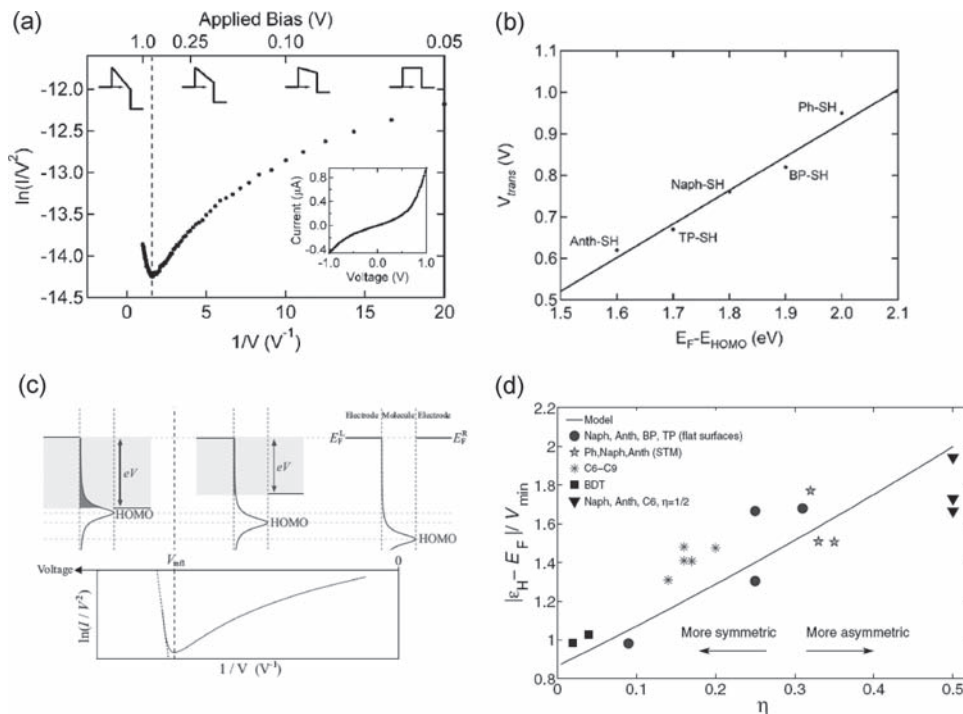 (a)
Applied Bias (V)
1.0 0.25 0.10 0.05
-12.0
-12.5
-13.0
-13.5
-14.0
-14.5
ln(I/V²)
0 5 10 15 20
1/V (V⁻¹)
Current (μA)
0.8
0.4
0.0
-0.4
-1.0 0.0 1.0
Voltage (V)
(b)
1.1
1.0
0.9
0.8
0.7
0.6
0.5
V_trans (V)
Ph-SH
BP-SH
Naph-SH
TP-SH
Anth-SH
1.5 1.6 1.7 1.8 1.9 2.0 2.1
E_F-E_HOMO (eV)
(c)
Electrode Molecule Electrode
eV
HOMO
eV
HOMO
E_F^L
E_F^R
HOMO
Voltage
V_infl
0
ln(I / V²)
1 / V (V⁻¹)
(d)
2.2
2
1.8
1.6
1.4
1.2
1
0.8
|ε_H − E_F|/ V_min
Model
Naph, Anth, BP, TP (flat surfaces)
Ph,Naph,Anth (STM)
C6–C9
BDT
Naph, Anth, C6, η=1/2
More symmetric
More asymmetric
0 0.1 0.2 0.3 0.4 0.5
η